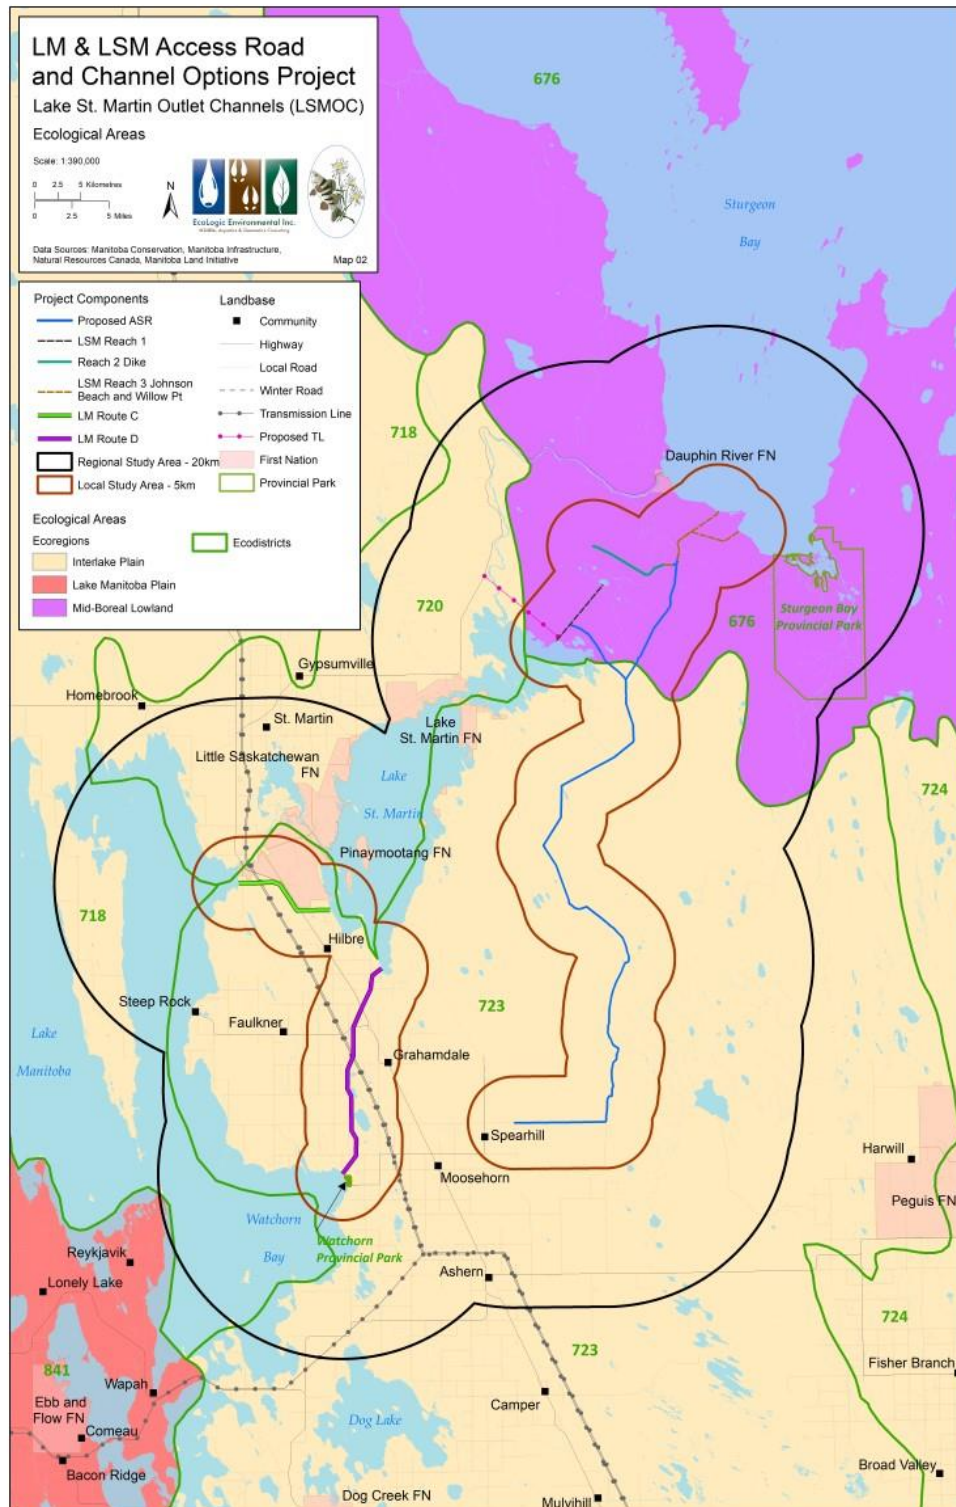 LM & LSM Access Road
and Channel Options Project
Lake St. Martin Outlet Channels (LSMOC)
Ecological Areas
Scale: 1:390,000
0 2.5 5 Kilometres
0 2.5 5 Miles
N
EcoLogic Environmental Inc.
Data Sources: Manitoba Conservation, Manitoba Infrastructure,
Natural Resources Canada, Manitoba Land Initiative
Map 02
Project Components
Proposed ASR
LSM Reach 1
Reach 2 Dike
LSM Reach 3 Johnson
Beach and Willow Pt
LM Route C
LM Route D
Regional Study Area - 20km
Local Study Area - 5km
Landbase
Community
Highway
Local Road
Winter Road
Transmission Line
Proposed TL
First Nation
Provincial Park
Ecological Areas
Ecoregions
Interlake Plain
Lake Manitoba Plain
Mid-Boreal Lowland
Ecodistricts
676
Sturgeon
Bay
718
Dauphin River FN
720
676
Sturgeon Bay
Provincial Park
Gypsumville
Homebrook
St. Martin
Lake
St. Martin FN
Little Saskatchewan
FN
Lake
St. Martin
724
Pinaymootang FN
718
Hilbre
Steep Rock
Faulkner
723
Lake
Manitoba
Grahamdale
Spearhill
Harwill
Moosehorn
Peguis FN
Watchorn
Bay
Watchorn
Provincial Park
Reykjavik
Lonely Lake
Ashern
724
723
Fisher Branch
841
Wapah
Ebb and
Flow FN
Camper
Dog Lake
Comeau
Bacon Ridge
Broad Valley
Dog Creek FN
Mulvihill